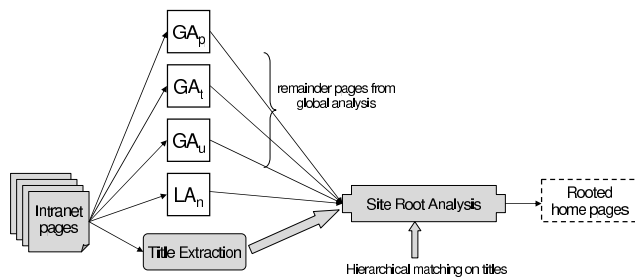 GAp
GAt
remainder pages from
global analysis
GAu
Intranet
pages
LAn
Site Root Analysis
Rooted
home pages
Title Extraction
Hierarchical matching on titles